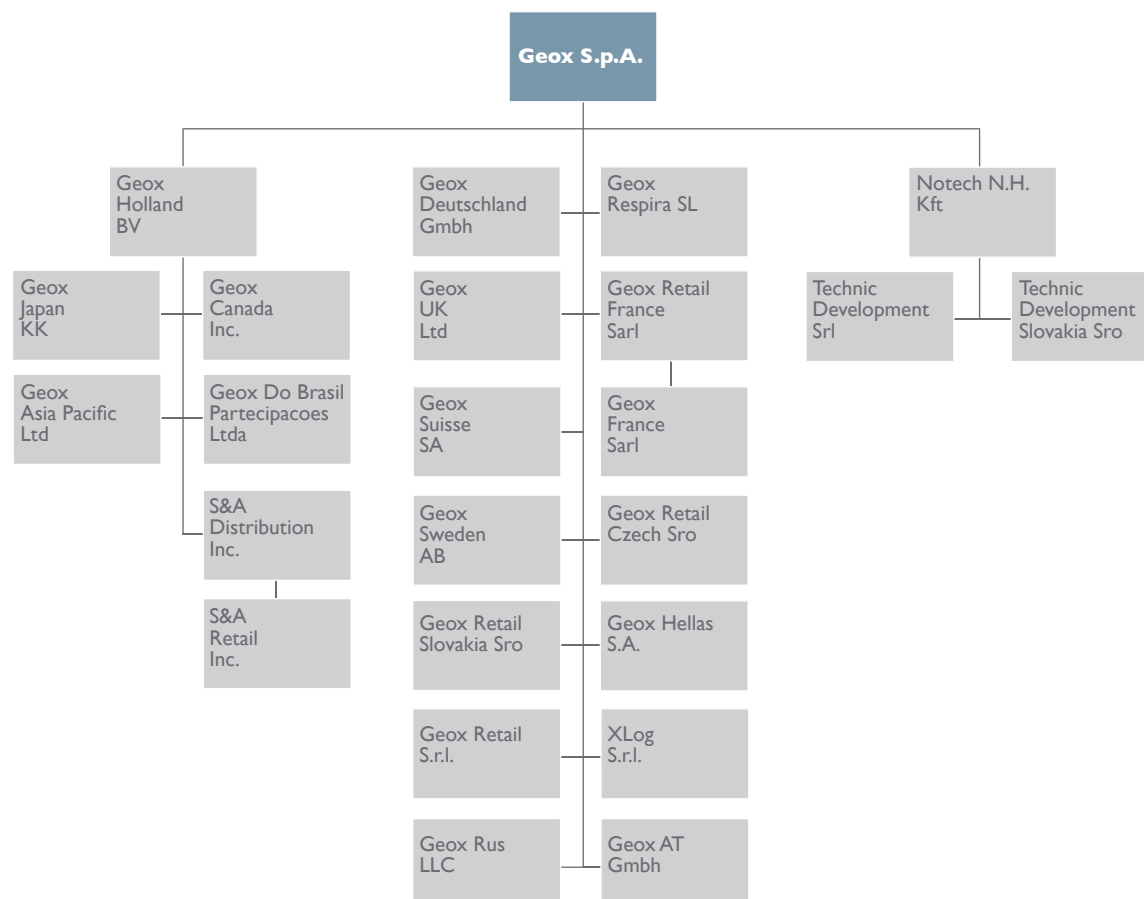 Geox S.p.A.
Geox
Holland
BV
Geox
Japan
KK
Geox
Canada
Inc.
Geox
Asia Pacific
Ltd
Geox Do Brasil
Partecipacoes
Ltda
S&A
Distribution
Inc.
S&A
Retail
Inc.
Geox
Deutschland
Gmbh
Geox
Respira SL
Geox
UK
Ltd
Geox Retail
France
Sarl
Geox
Suisse
SA
Geox
France
Sarl
Geox
Sweden
AB
Geox Retail
Czech Sro
Geox Retail
Slovakia Sro
Geox Hellas
S.A.
Geox Retail
S.r.l.
XLog
S.r.l.
Geox Rus
LLC
Geox AT
Gmbh
Notech N.H.
Kft
Technic
Development
Srl
Technic
Development
Slovakia Sro